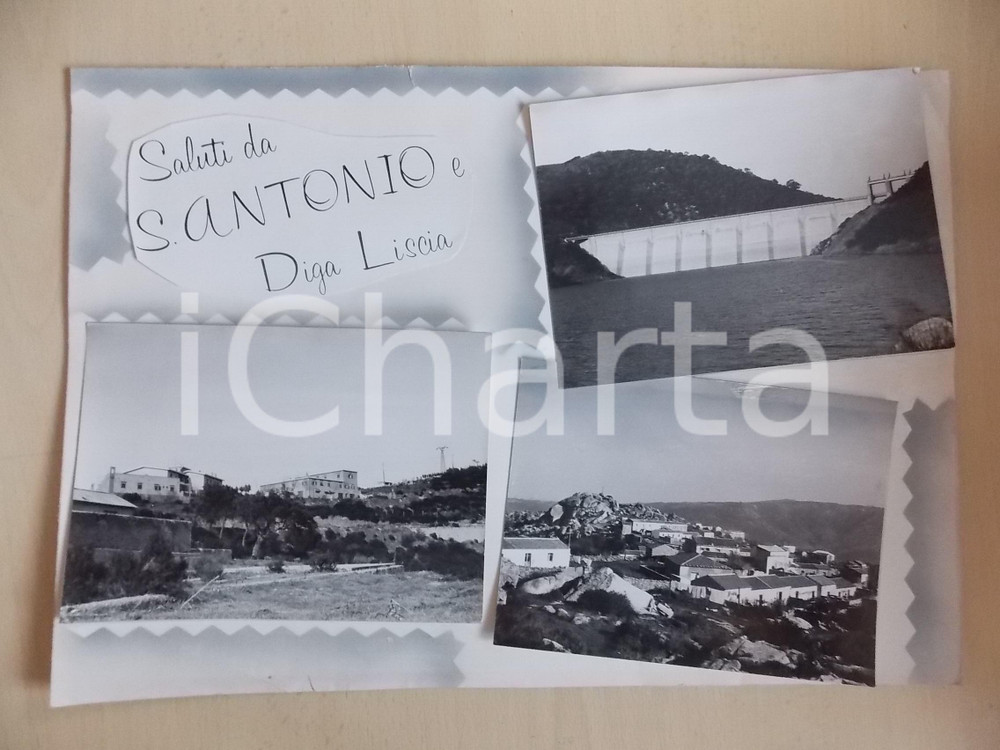 Saluti da
S. ANTONIO e
Diga Liscia
iCharta